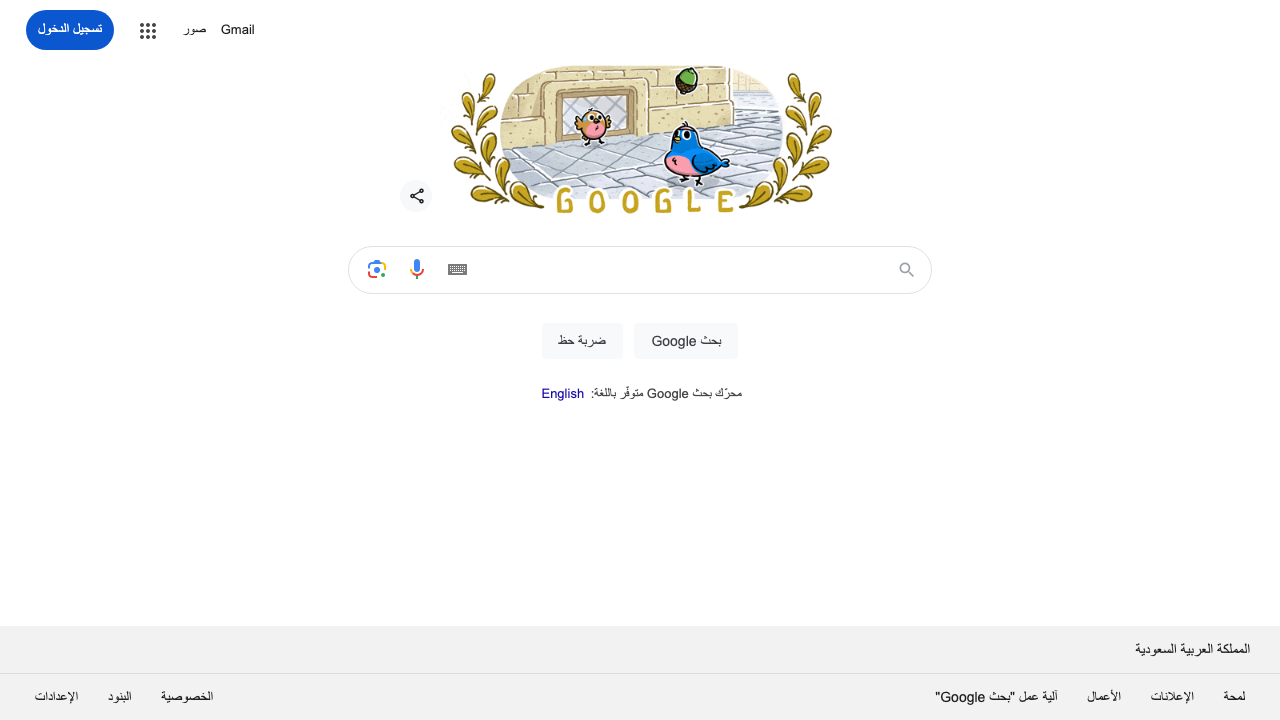 Gmail
صور
تسجيل الدخول
GOOGLE
بحث Google
ضربة حظ
محرّك بحث Google متوفّر باللغة: English
المملكة العربية السعودية
لمحة
الإعلانات
الأعمال
آلية عمل "بحث Google"
الخصوصية
البنود
الإعدادات